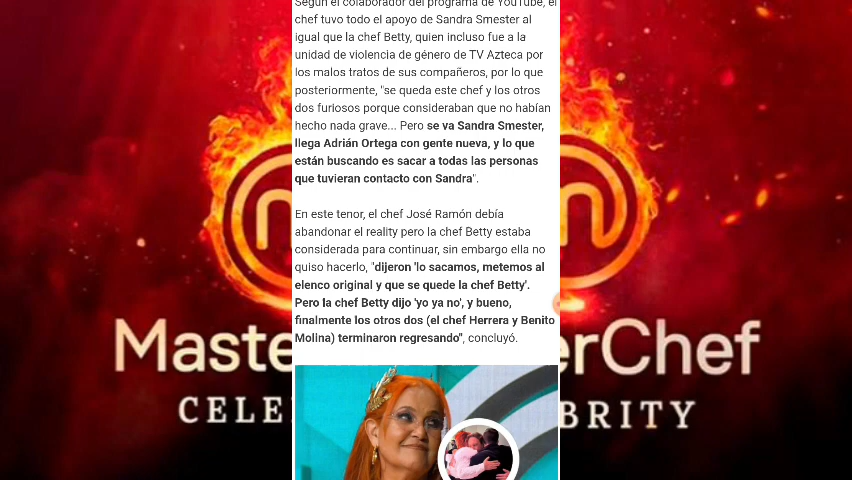 Según el colaborador del programa de YouTube, el
chef tuvo todo el apoyo de Sandra Smester al
igual que la chef Betty, quien incluso fue a la
unidad de violencia de género de TV Azteca por
los malos tratos de sus compañeros, por lo que
posteriormente, "se queda este chef y los otros
dos furiosos porque consideraban que no habían
hecho nada grave... Pero se va Sandra Smester,
llega Adrián Ortega con gente nueva, y lo que
están buscando es sacar a todas las personas
que tuvieran contacto con Sandra".
En este tenor, el chef José Ramón debía
abandonar el reality pero la chef Betty estaba
considerada para continuar, sin embargo ella no
quiso hacerlo, "dijeron 'lo sacamos, metemos al
elenco original y que se quede la chef Betty'.
Pero la chef Betty dijo 'yo ya no', y bueno,
finalmente los otros dos (el chef Herrera y Benito
Molina) terminaron regresando", concluyó.
Maste erChef
CELE BRITY